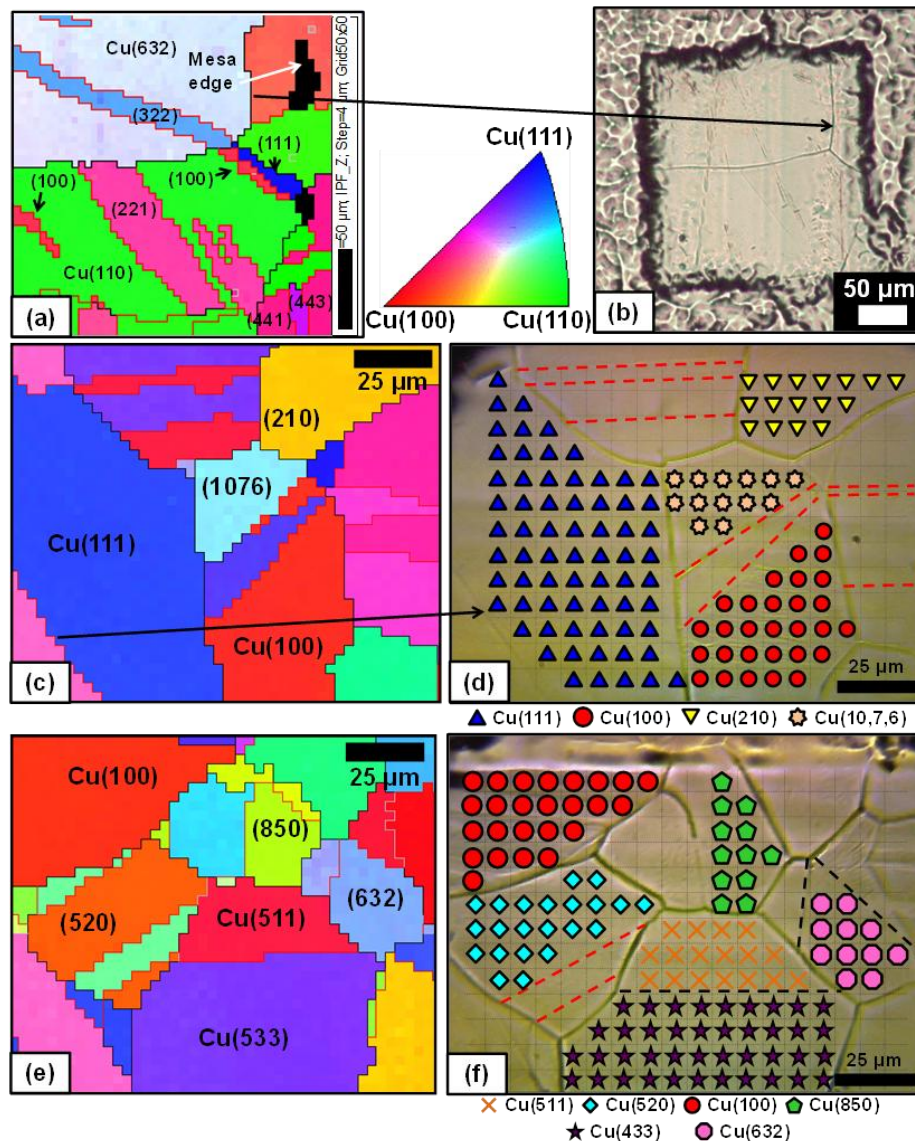 Cu(632)
Mesa
edge
(322)
(111)
(100)
(100)
(221)
Cu(110)
(443)
(441)
(a)
=50 µm; IPF_Z; Step=4 µm; Grid50x50
Cu(111)
Cu(100)
Cu(110)
50 µm
(b)
25 µm
(210)
(1076)
Cu(111)
Cu(100)
(c)
25 µm
(d)
Cu(111) Cu(100) Cu(210) Cu(10,7,6)
Cu(100)
25 µm
(850)
(520)
Cu(511)
(632)
Cu(533)
(e)
25 µm
(f)
Cu(511) Cu(520) Cu(100) Cu(850)
Cu(433) Cu(632)